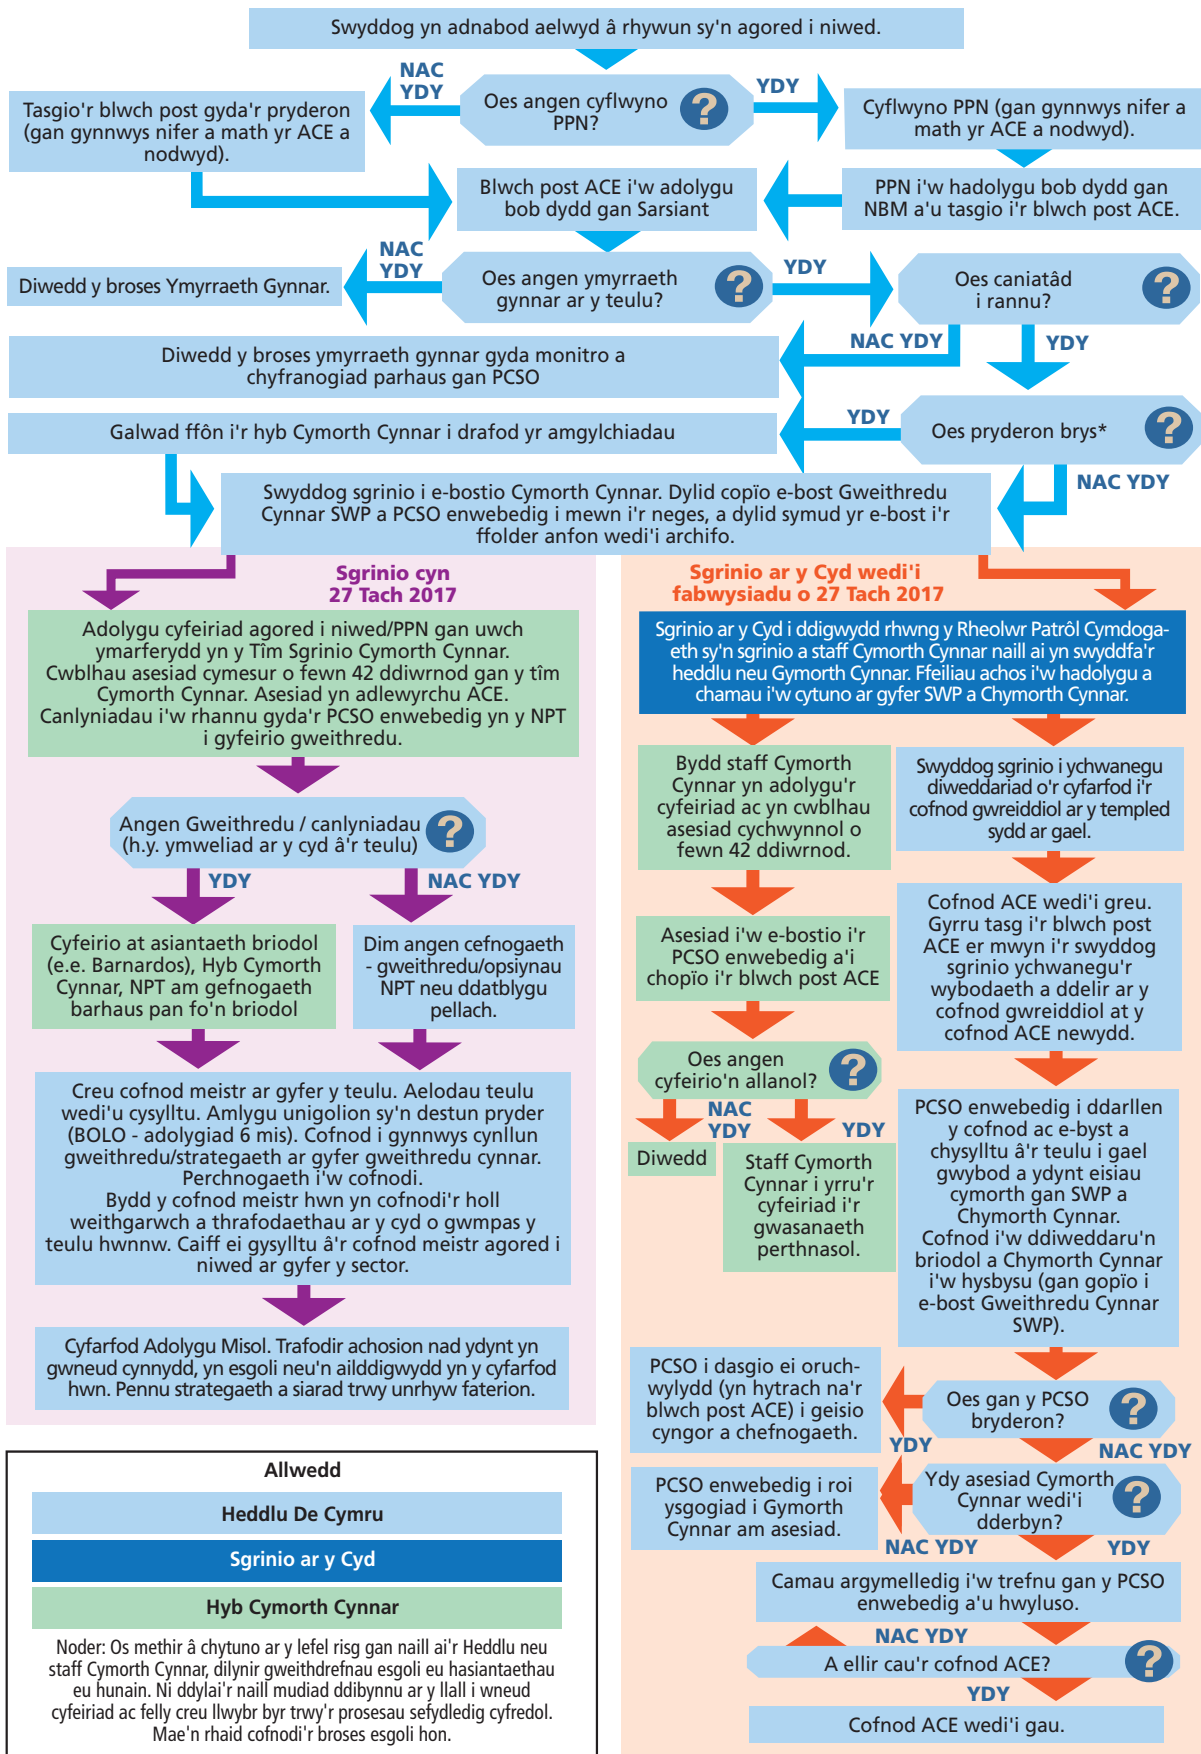 Swyddog yn adnabod aelwyd â rhywun sy'n agored i niwed.
NAC
YDY
Oes angen cyflwyno
PPN?
?
YDY
Tasgio'r blwch post gyda'r pryderon
(gan gynnwys nifer a math yr ACE a
nodwyd).
Cyflwyno PPN (gan gynnwys nifer a
math yr ACE a nodwyd).
Blwch post ACE i'w adolygu
bob dydd gan Sarsiant
PPN i'w hadolygu bob dydd gan
NBM a'u tasgio i'r blwch post ACE.
NAC
YDY
Oes angen ymyrraeth
gynnar ar y teulu?
?
YDY
Diwedd y broses Ymyrraeth Gynnar.
Oes caniatâd
i rannu?
?
NAC YDY
YDY
Diwedd y broses ymyrraeth gynnar gyda monitro a
chyfranogiad parhaus gan PCSO
YDY
Oes pryderon brys*
?
Galwad ffôn i'r hyb Cymorth Cynnar i drafod yr amgylchiadau
NAC YDY
Swyddog sgrinio i e-bostio Cymorth Cynnar. Dylid copïo e-bost Gweithredu
Cynnar SWP a PCSO enwebedig i mewn i'r neges, a dylid symud yr e-bost i'r
ffolder anfon wedi'i archifo.
Sgrinio cyn
27 Tach 2017
Adolygu cyfeiriad agored i niwed/PPN gan uwch
ymarferydd yn y Tîm Sgrinio Cymorth Cynnar.
Cwblhau asesiad cymesur o fewn 42 ddiwrnod gan y tîm
Cymorth Cynnar. Asesiad yn adlewyrchu ACE.
Canlyniadau i'w rhannu gyda'r PCSO enwebedig yn y NPT
i gyfeirio gweithredu.
Angen Gweithredu / canlyniadau
(h.y. ymweliad ar y cyd â'r teulu)
?
YDY
NAC YDY
Cyfeirio at asiantaeth briodol
(e.e. Barnardos), Hyb Cymorth
Cynnar, NPT am gefnogaeth
barhaus pan fo'n briodol
Dim angen cefnogaeth
- gweithredu/opsiynau
NPT neu ddatblygu
pellach.
Creu cofnod meistr ar gyfer y teulu. Aelodau teulu
wedi'u cysylltu. Amlygu unigolion sy'n destun pryder
(BOLO - adolygiad 6 mis). Cofnod i gynnwys cynllun
gweithredu/strategaeth ar gyfer gweithredu cynnar.
Perchnogaeth i'w cofnodi.
Bydd y cofnod meistr hwn yn cofnodi'r holl
weithgarwch a thrafodaethau ar y cyd o gwmpas y
teulu hwnnw. Caiff ei gysylltu â'r cofnod meistr agored i
niwed ar gyfer y sector.
Cyfarfod Adolygu Misol. Trafodir achosion nad ydynt yn
gwneud cynnydd, yn esgoli neu'n ailddigwydd yn y cyfarfod
hwn. Pennu strategaeth a siarad trwy unrhyw faterion.
Sgrinio ar y Cyd wedi'i
fabwysiadu o 27 Tach 2017
Sgrinio ar y Cyd i ddigwydd rhwng y Rheolwr Patrôl Cymdoga-
eth sy'n sgrinio a staff Cymorth Cynnar naill ai yn swyddfa'r
heddlu neu Gymorth Cynnar. Ffeiliau achos i'w hadolygu a
chamau i'w cytuno ar gyfer SWP a Chymorth Cynnar.
Bydd staff Cymorth
Cynnar yn adolygu'r
cyfeiriad ac yn cwblhau
asesiad cychwynnol o
fewn 42 ddiwrnod.
Asesiad i'w e-bostio i'r
PCSO enwebedig a'i
chopïo i'r blwch post ACE
Oes angen
cyfeirio'n allanol?
?
NAC
YDY
YDY
Diwedd
Staff Cymorth
Cynnar i yrru'r
cyfeiriad i'r
gwasanaeth
perthnasol.
Swyddog sgrinio i ychwanegu
diweddariad o'r cyfarfod i'r
cofnod gwreiddiol ar y templed
sydd ar gael.
Cofnod ACE wedi'i greu.
Gyrru tasg i'r blwch post
ACE er mwyn i'r swyddog
sgrinio ychwanegu'r
wybodaeth a ddelir ar y
cofnod gwreiddiol at y
cofnod ACE newydd.
PCSO enwebedig i ddarllen
y cofnod ac e-byst a
chysylltu â'r teulu i gael
gwybod a ydynt eisiau
cymorth gan SWP a
Chymorth Cynnar.
Cofnod i'w ddiweddaru'n
briodol a Chymorth Cynnar
i'w hysbysu (gan gopïo i
e-bost Gweithredu Cynnar
SWP).
PCSO i dasgio ei oruch-
wylydd (yn hytrach na'r
blwch post ACE) i geisio
cyngor a chefnogaeth.
Oes gan y PCSO
bryderon?
?
YDY
NAC YDY
PCSO enwebedig i roi
ysgogiad i Gymorth
Cynnar am asesiad.
Ydy asesiad Cymorth
Cynnar wedi'i
dderbyn?
?
NAC YDY
YDY
Camau argymelledig i'w trefnu gan y PCSO
enwebedig a'u hwyluso.
NAC YDY
A ellir cau'r cofnod ACE?
?
YDY
Cofnod ACE wedi'i gau.
Allwedd
Heddlu De Cymru
Sgrinio ar y Cyd
Hyb Cymorth Cynnar
Noder: Os methir â chytuno ar y lefel risg gan naill ai'r Heddlu neu
staff Cymorth Cynnar, dilynir gweithdrefnau esgoli eu hasiantaethau
eu hunain. Ni ddylai'r naill mudiad ddibynnu ar y llall i wneud
cyfeiriad ac felly creu llwybr byr trwy'r prosesau sefydledig cyfredol.
Mae'n rhaid cofnodi'r broses esgoli hon.